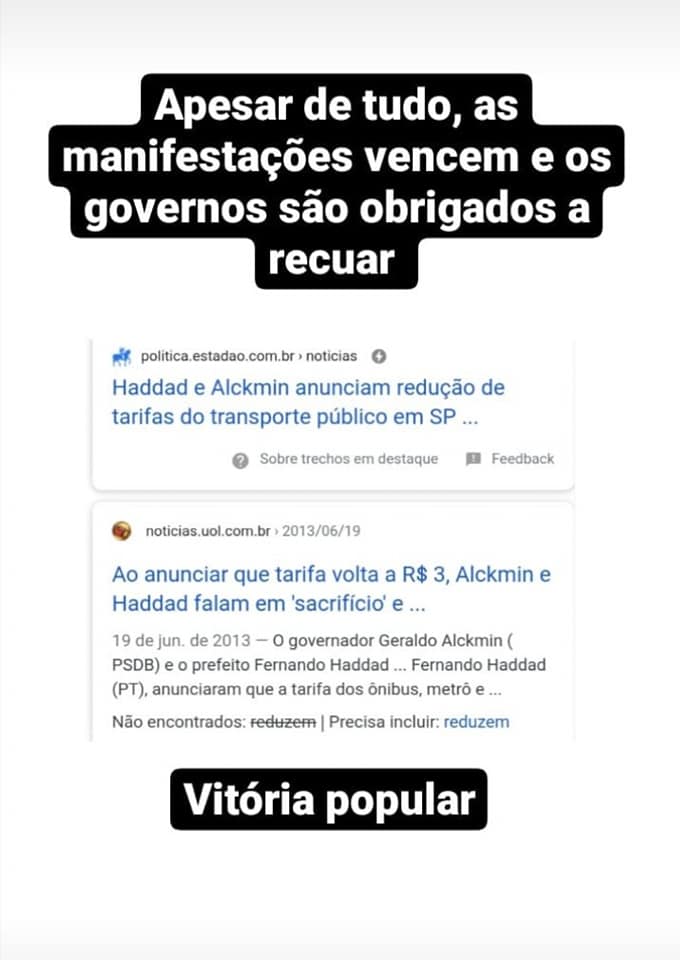 Apesar de tudo, as
manifestações vencem e os
governos são obrigados a
recuar
politica.estadao.com.br › noticias
Haddad e Alckmin anunciam redução de
tarifas do transporte público em SP ...
Sobre trechos em destaque Feedback
noticias.uol.com.br › 2013/06/19
Ao anunciar que tarifa volta a R$ 3, Alckmin e
Haddad falam em 'sacrifício' e ...
19 de jun. de 2013 — O governador Geraldo Alckmin (
PSDB) e o prefeito Fernando Haddad ... Fernando Haddad
(PT), anunciaram que a tarifa dos ônibus, metrô e ...
Não encontrados: reduzem | Precisa incluir: reduzem
Vitória popular